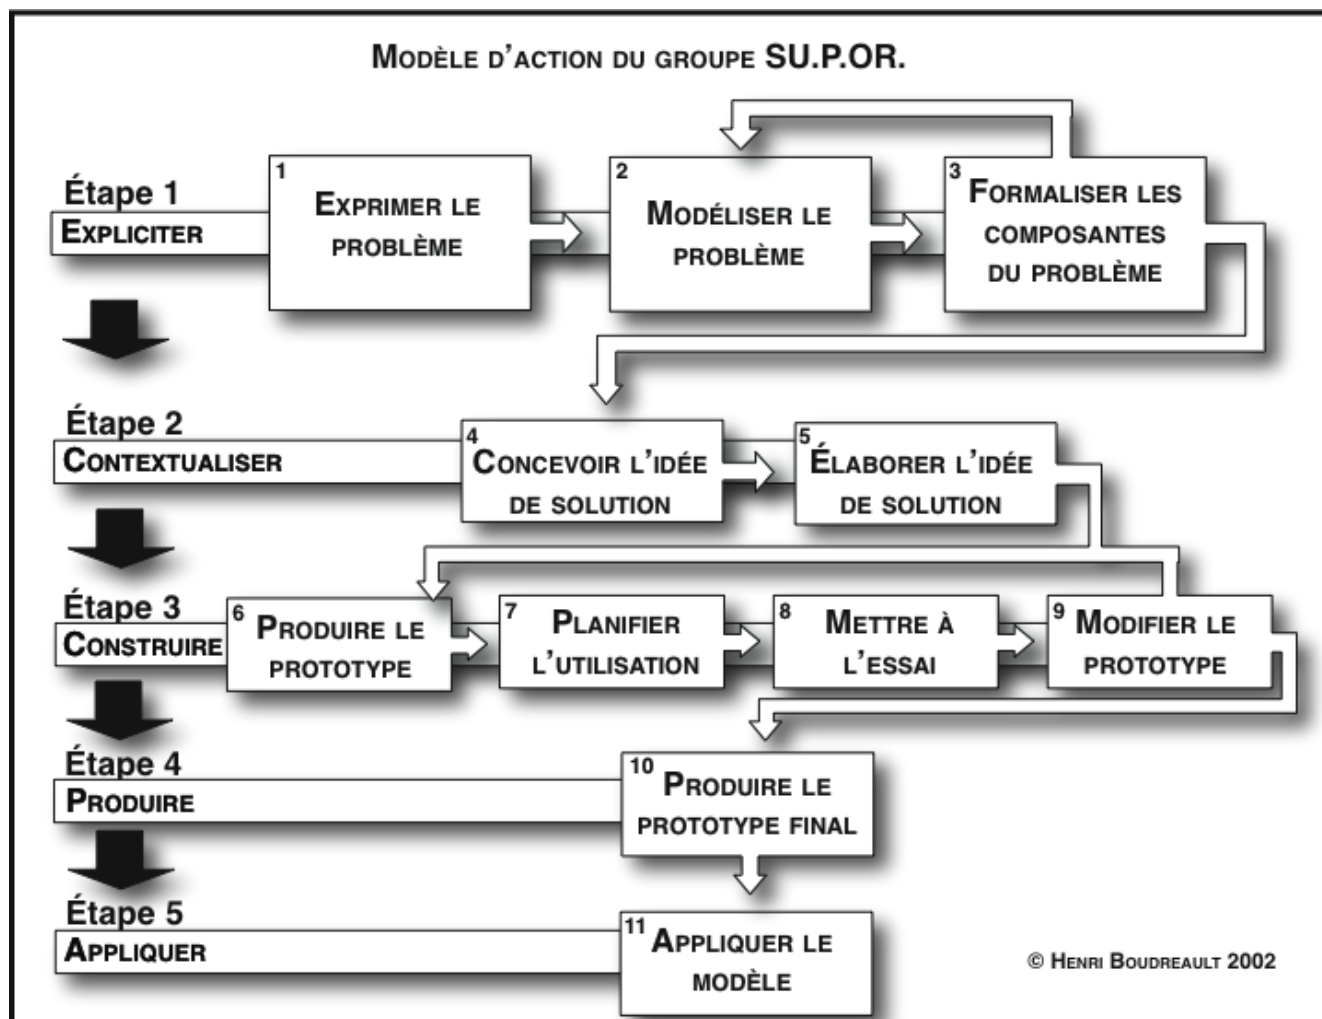 MODÈLE D'ACTION DU GROUPE SU.P.OR.
Étape 1
EXPLICITER
1
EXPRIMER LE
PROBLÈME
2
MODÉLISER LE
PROBLÈME
3
FORMALISER LES
COMPOSANTES
DU PROBLÈME
Étape 2
CONTEXTUALISER
4
CONCEVOIR L'IDÉE
DE SOLUTION
5
ÉLABORER L'IDÉE
DE SOLUTION
Étape 3
CONSTRUIRE
6
PRODUIRE LE
PROTOTYPE
7
PLANIFIER
L'UTILISATION
8
METTRE À
L'ESSAI
9
MODIFIER LE
PROTOTYPE
Étape 4
PRODUIRE
10
PRODUIRE LE
PROTOTYPE FINAL
Étape 5
APPLIQUER
11
APPLIQUER LE
MODÈLE
© HENRI BOUDREAULT 2002